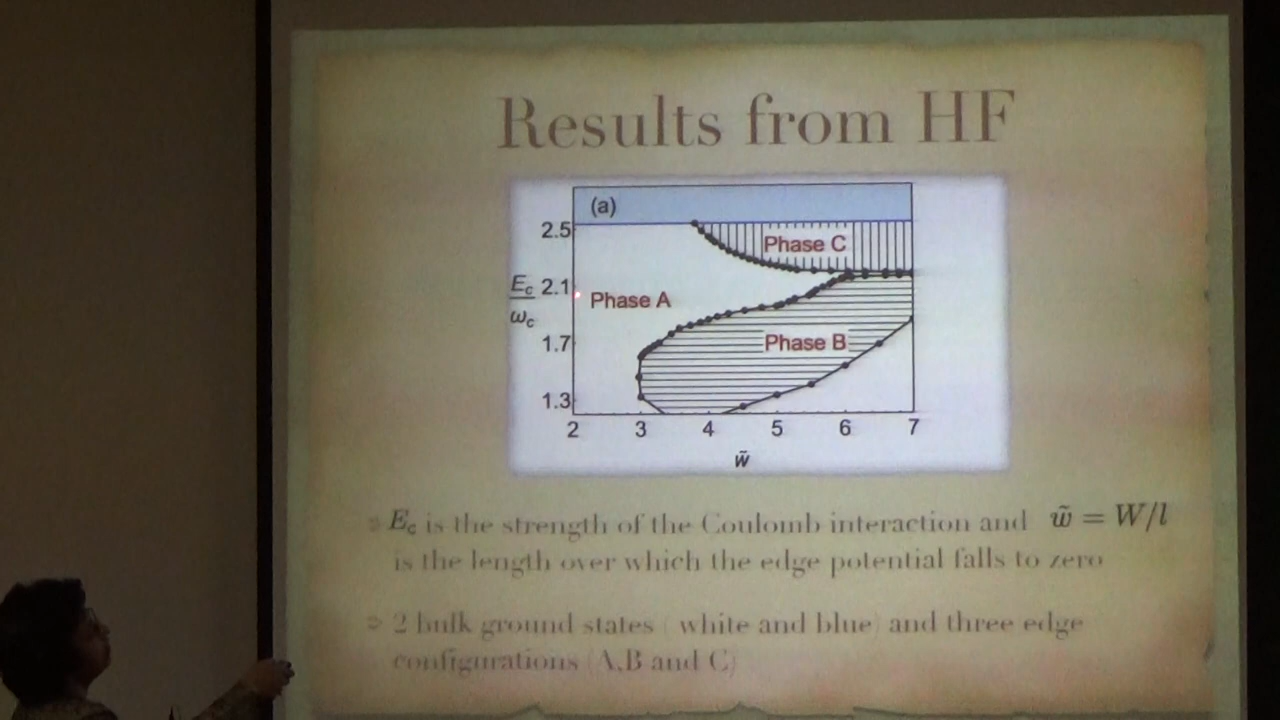 Results from HF
(a)
2.5
Phase C
E_c/ω_c
2.1
Phase A
1.7
Phase B
1.3
2 3 4 5 6 7
w̃
E_c is the strength of the Coulomb interaction and w̃ = W/l
is the length over which the edge potential falls to zero
2 bulk ground states ( white and blue) and three edge
configurations (A,B and C)